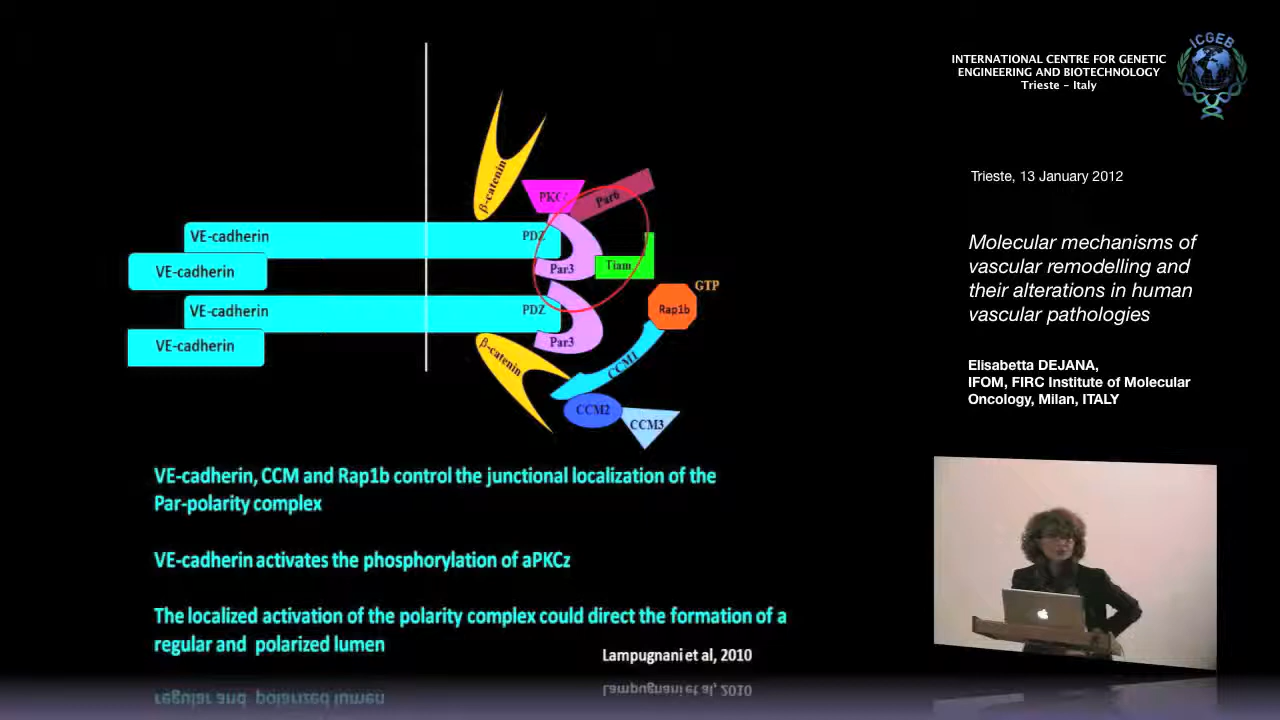 β-catenin
PKCζ
Par6
VE-cadherin
PDZ
VE-cadherin
Par3
Tiam
GTP
VE-cadherin
PDZ
Rap1b
VE-cadherin
Par3
β-catenin
CCM1
CCM2
CCM3
VE-cadherin, CCM and Rap1b control the junctional localization of the
Par-polarity complex
VE-cadherin activates the phosphorylation of aPKCz
The localized activation of the polarity complex could direct the formation of a
regular and polarized lumen
Lampugnani et al, 2010
ICGEB
INTERNATIONAL CENTRE FOR GENETIC
ENGINEERING AND BIOTECHNOLOGY
Trieste - Italy
Trieste, 13 January 2012
Molecular mechanisms of
vascular remodelling and
their alterations in human
vascular pathologies
Elisabetta DEJANA,
IFOM, FIRC Institute of Molecular
Oncology, Milan, ITALY